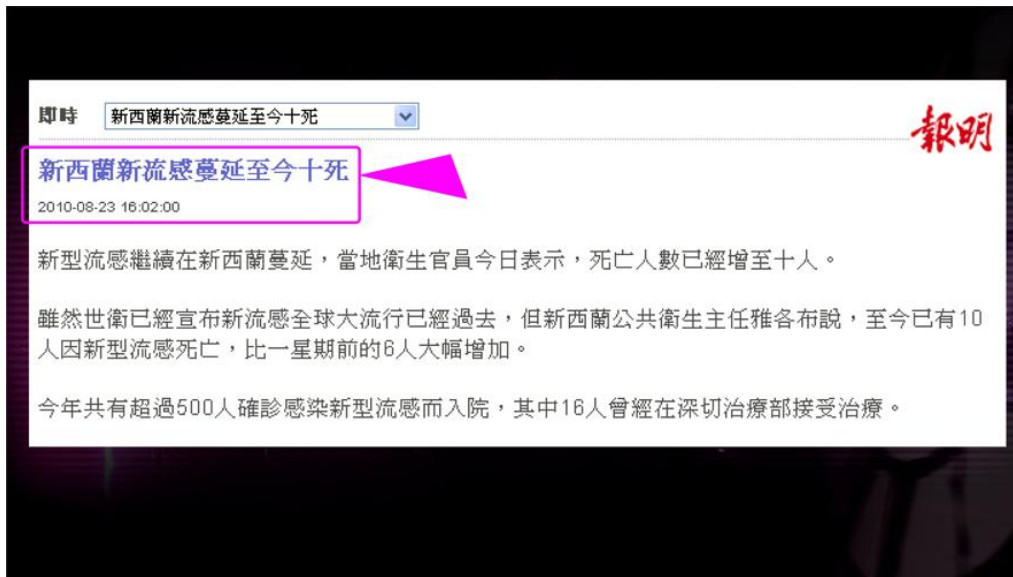 即時 新西蘭新流感蔓延至今十死
報明
新西蘭新流感蔓延至今十死
2010-08-23 16:02:00
新型流感繼續在新西蘭蔓延，當地衛生官員今日表示，死亡人數已經增至十人。
雖然世衛已經宣布新流感全球大流行已經過去，但新西蘭公共衛生主任雅各布說，至今已有10
人因新型流感死亡，比一星期前的6人大幅增加。
今年共有超過500人確診感染新型流感而入院，其中16人曾經在深切治療部接受治療。